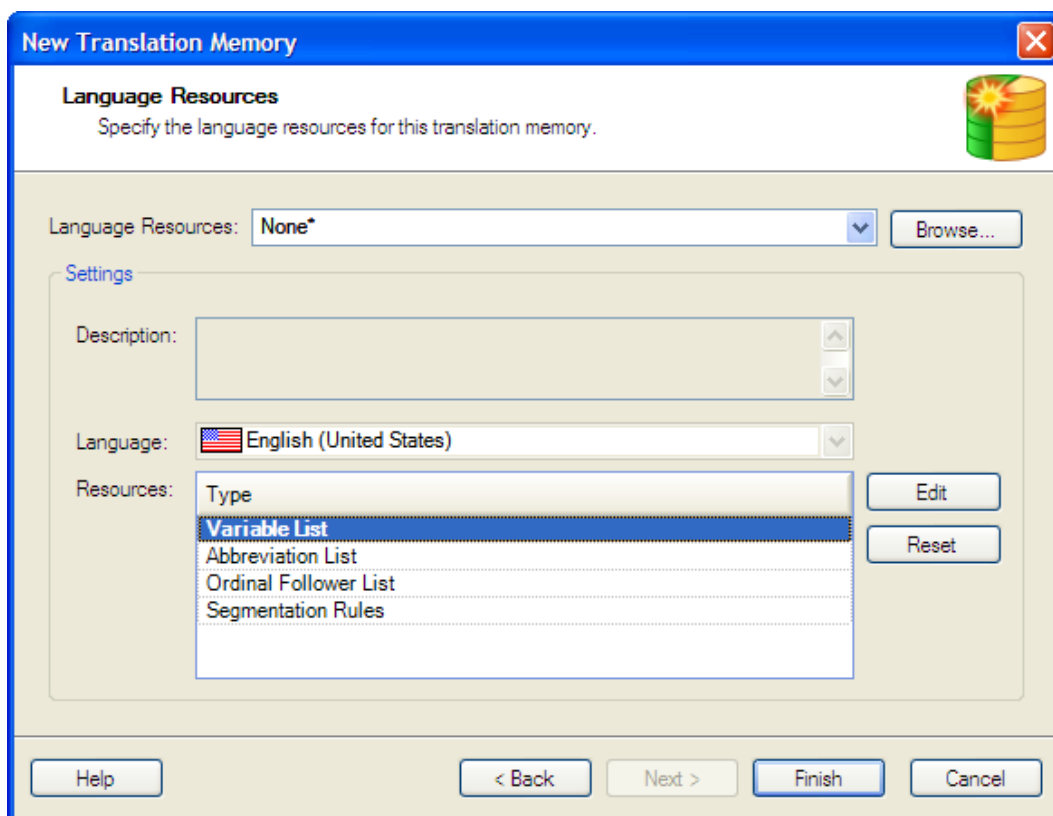 New Translation Memory
Language Resources
Specify the language resources for this translation memory.
Language Resources: None* Browse...
Settings
Description:
Language: English (United States)
Resources: Type Edit
Variable List
Abbreviation List Reset
Ordinal Follower List
Segmentation Rules
Help < Back Next > Finish Cancel